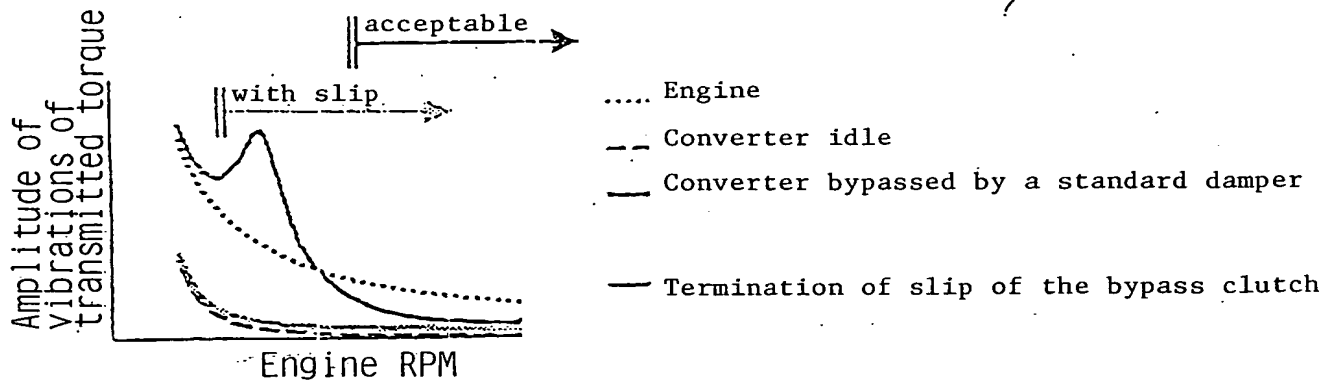 acceptable
with slip
Amplitude of
vibrations of
transmitted torque
Engine RPM
Engine
Converter idle
Converter bypassed by a standard damper
Termination of slip of the bypass clutch